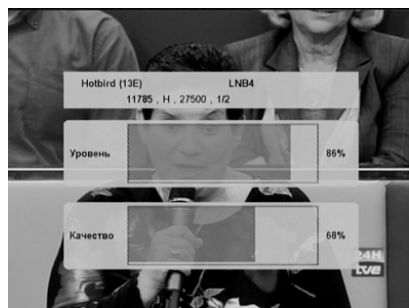 Hotbird (13E) LNB4
11785 , H , 27500 , 1/2
Уровень 86%
Качество 68%
24H
tve